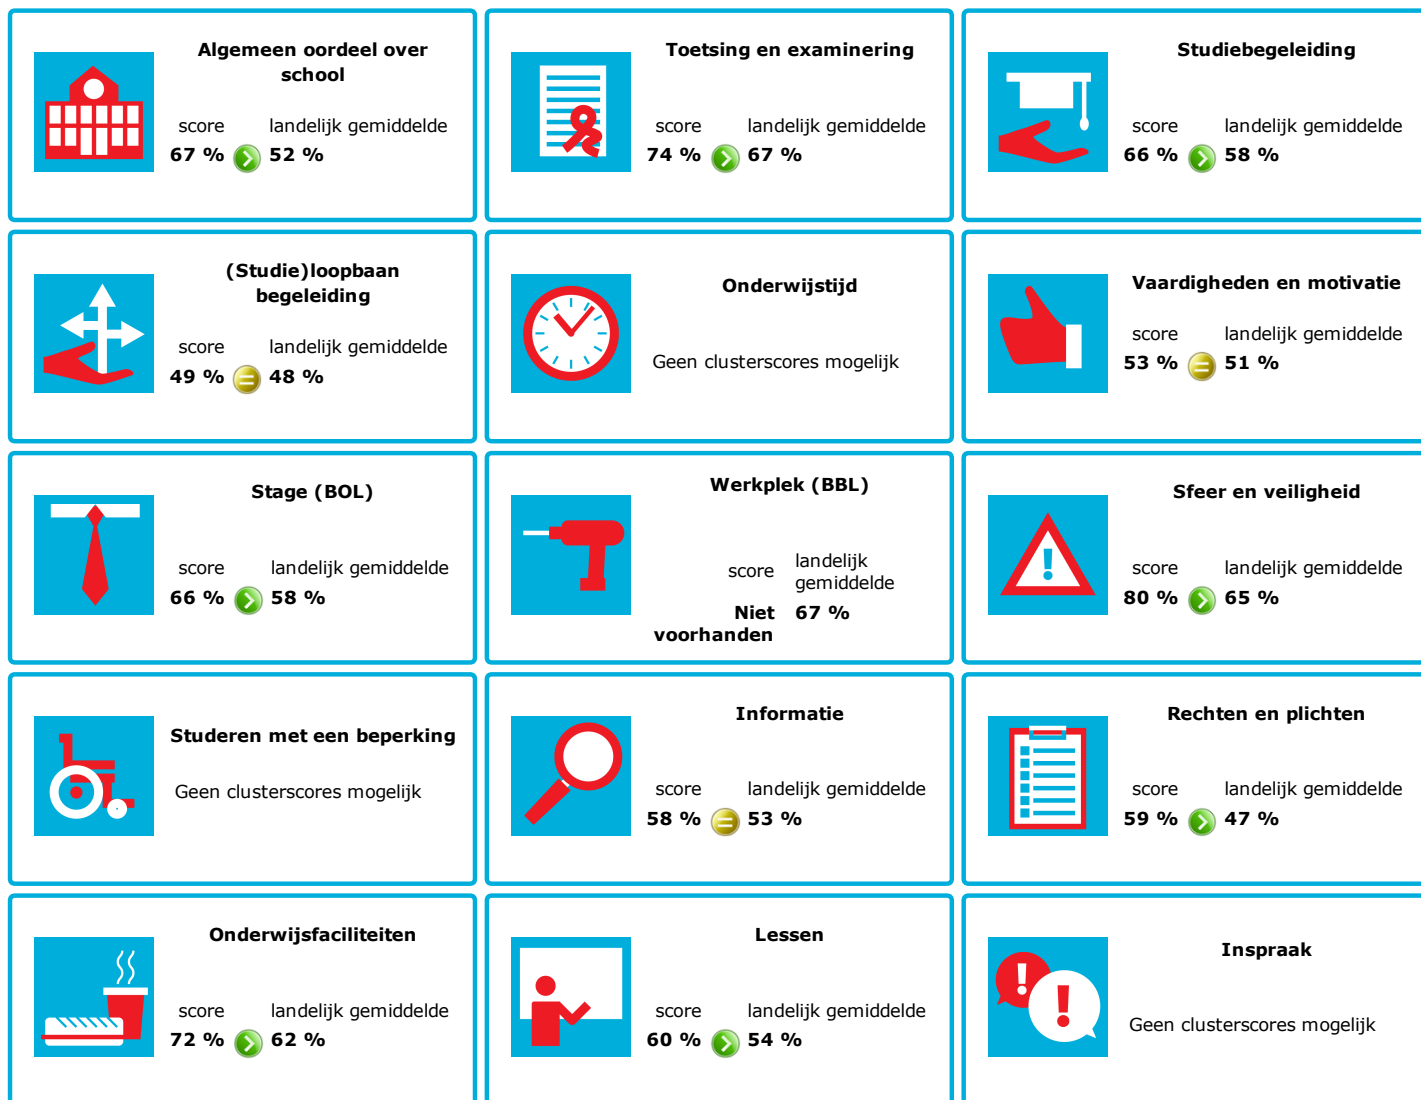 Algemeen oordeel over
school
score landelijk gemiddelde
67 % 52 %
Toetsing en examinering
score landelijk gemiddelde
74 % 67 %
Studiebegeleiding
score landelijk gemiddelde
66 % 58 %
(Studie)loopbaan
begeleiding
score landelijk gemiddelde
49 % = 48 %
Onderwijstijd
Geen clusterscores mogelijk
Vaardigheden en motivatie
score landelijk gemiddelde
53 % = 51 %
Stage (BOL)
score landelijk gemiddelde
66 % 58 %
Werkplek (BBL)
score landelijk
gemiddelde
Niet 67 %
voorhanden
Sfeer en veiligheid
!
score landelijk gemiddelde
80 % 65 %
Studeren met een beperking
Geen clusterscores mogelijk
Informatie
score landelijk gemiddelde
58 % = 53 %
Rechten en plichten
score landelijk gemiddelde
59 % 47 %
Onderwijsfaciliteiten
score landelijk gemiddelde
72 % 62 %
Lessen
score landelijk gemiddelde
60 % 54 %
Inspraak
! !
Geen clusterscores mogelijk